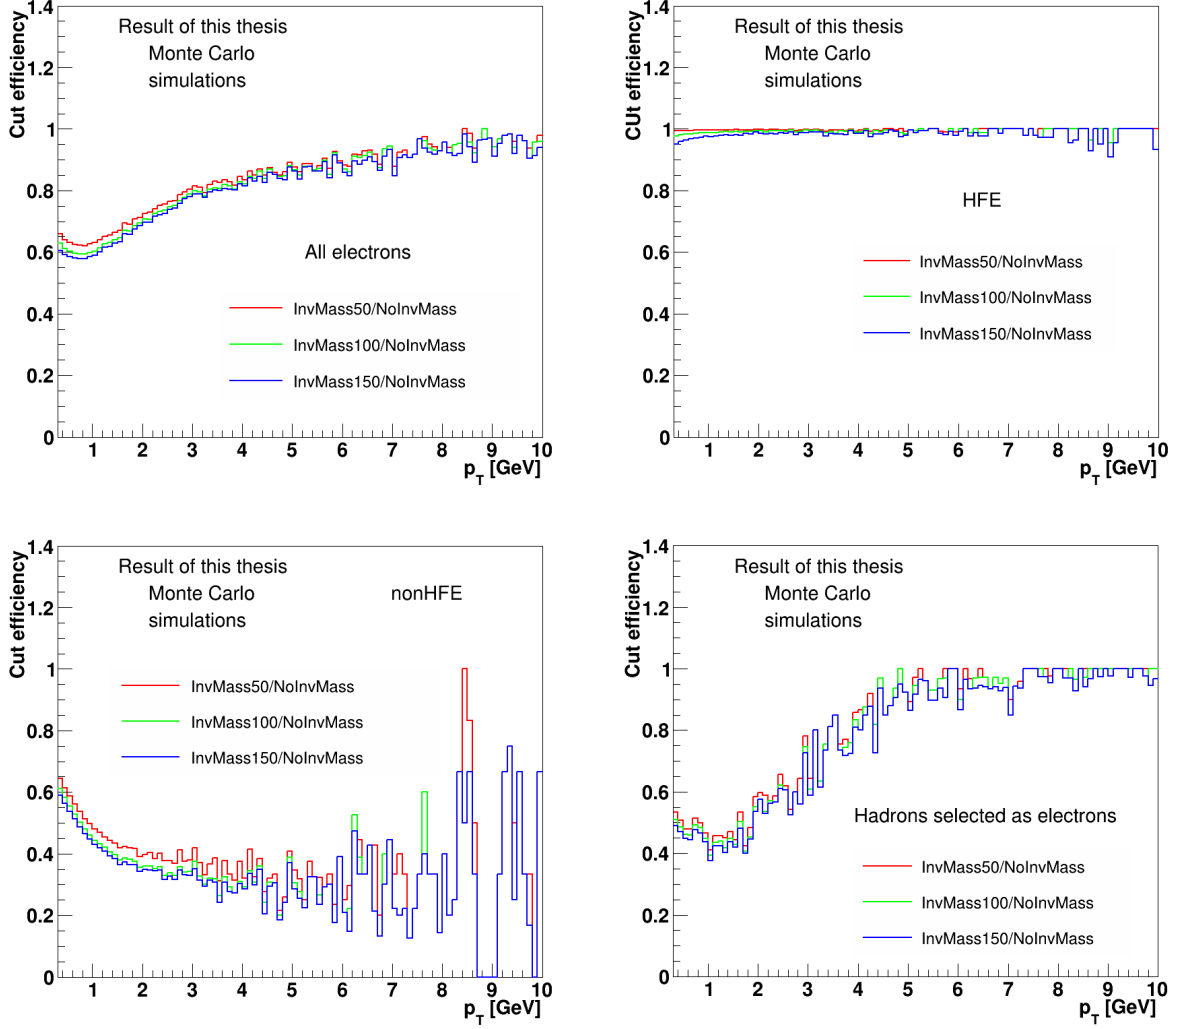 Cut efficiency
1.4
1.2
1
0.8
0.6
0.4
0.2
0
Result of this thesis
Monte Carlo
simulations
All electrons
InvMass50/NoInvMass
InvMass100/NoInvMass
InvMass150/NoInvMass
1 2 3 4 5 6 7 8 9 10
p_T [GeV]
CUt efficiency
1.4
1.2
1
0.8
0.6
0.4
0.2
0
Result of this thesis
Monte Carlo
simulations
HFE
InvMass50/NoInvMass
InvMass100/NoInvMass
InvMass150/NoInvMass
1 2 3 4 5 6 7 8 9 10
p_T [GeV]
Cut efficiency
1.4
1.2
1
0.8
0.6
0.4
0.2
0
Result of this thesis
Monte Carlo nonHFE
simulations
InvMass50/NoInvMass
InvMass100/NoInvMass
InvMass150/NoInvMass
1 2 3 4 5 6 7 8 9 10
p_T [GeV]
Cut efficiency
1.4
1.2
1
0.8
0.6
0.4
0.2
0
Result of this thesis
Monte Carlo
simulations
Hadrons selected as electrons
InvMass50/NoInvMass
InvMass100/NoInvMass
InvMass150/NoInvMass
1 2 3 4 5 6 7 8 9 10
p_T [GeV]